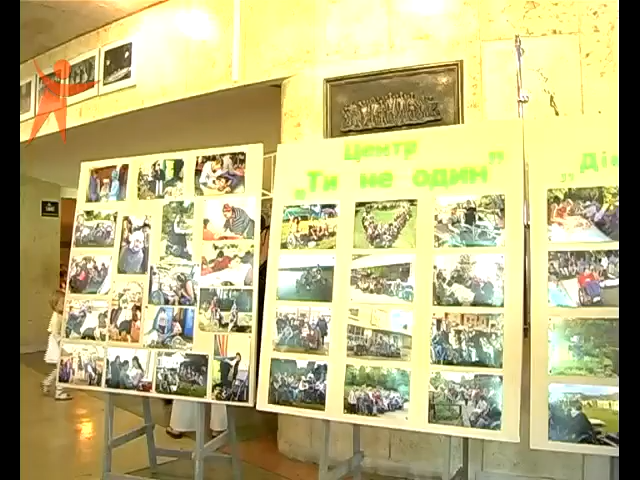 Центр
„Ти не один"
„Ді